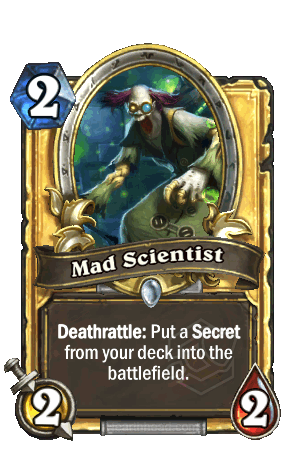 2
Mad Scientist
Deathrattle: Put a Secret
from your deck into the
battlefield.
2
2